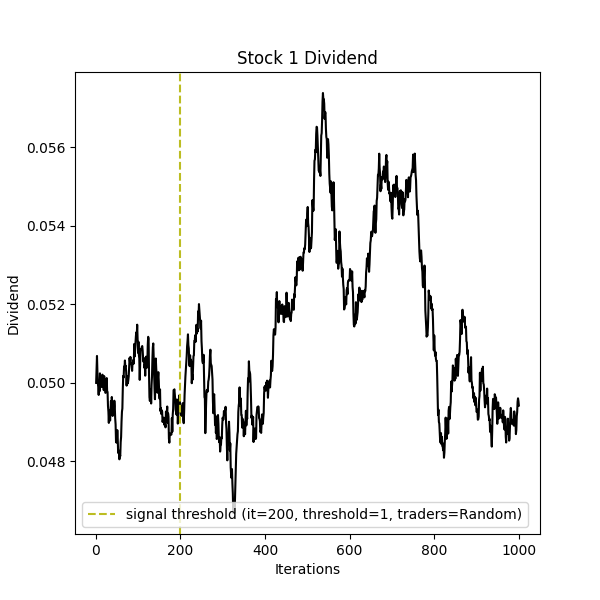 Stock 1 Dividend
Dividend
0.056
0.054
0.052
0.050
0.048
signal threshold (it=200, threshold=1, traders=Random)
0 200 400 600 800 1000
Iterations